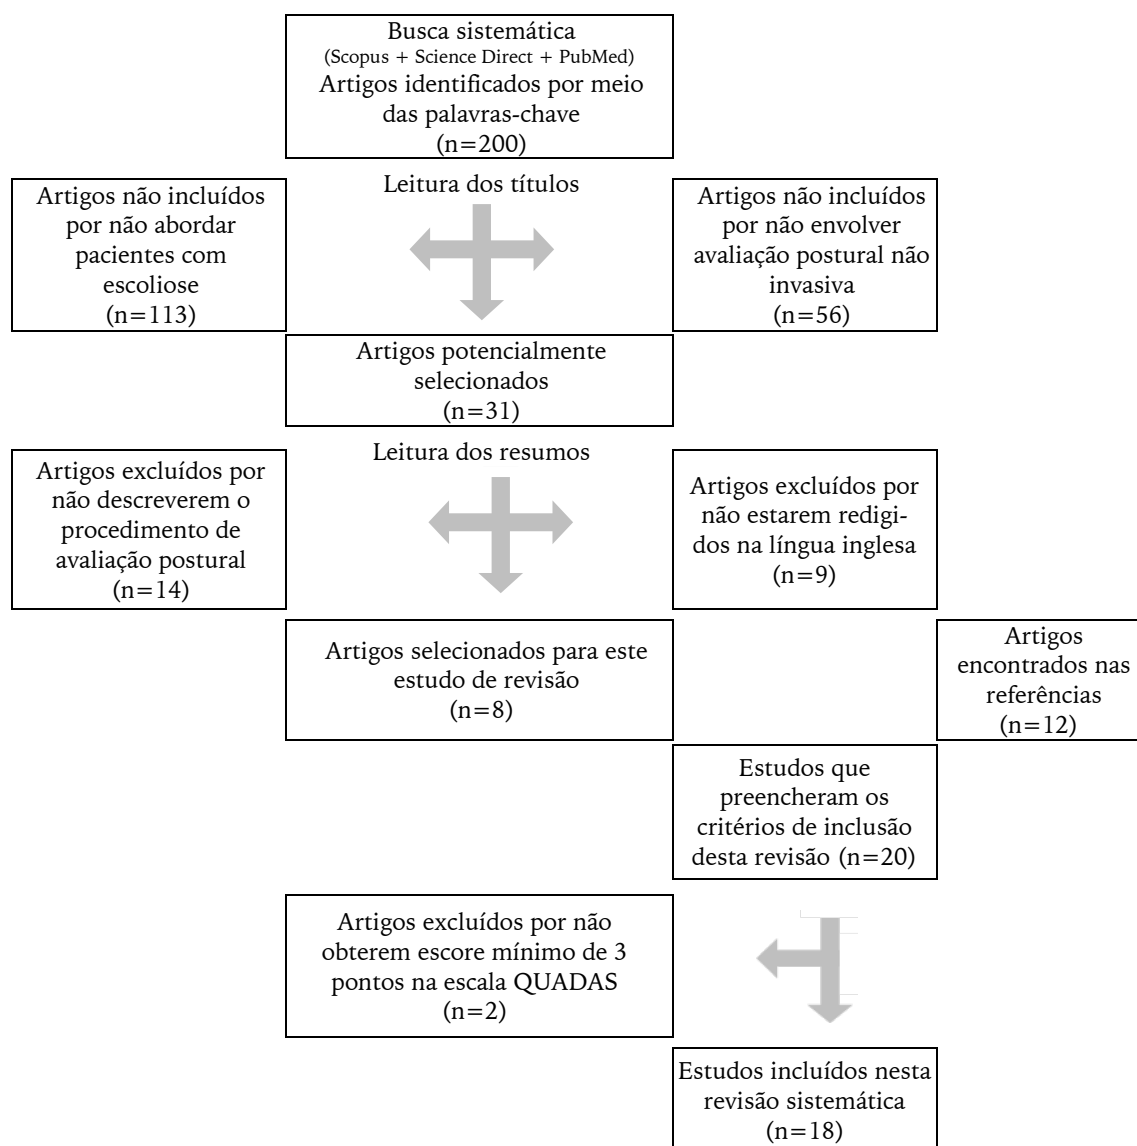 Busca sistemática
(Scopus + Science Direct + PubMed)
Artigos identificados por meio
das palavras-chave
(n=200)
Leitura dos títulos
Artigos não incluídos
por não abordar
pacientes com
escoliose
(n=113)
Artigos não incluídos
por não envolver
avaliação postural não
invasiva
(n=56)
Artigos potencialmente
selecionados
(n=31)
Leitura dos resumos
Artigos excluídos por
não descreverem o
procedimento de
avaliação postural
(n=14)
Artigos excluídos por
não estarem redigi-
dos na língua inglesa
(n=9)
Artigos selecionados para este
estudo de revisão
(n=8)
Artigos
encontrados nas
referências
(n=12)
Estudos que
preencheram os
critérios de inclusão
desta revisão (n=20)
Artigos excluídos por não
obterem escore mínimo de 3
pontos na escala QUADAS
(n=2)
Estudos incluídos nesta
revisão sistemática
(n=18)